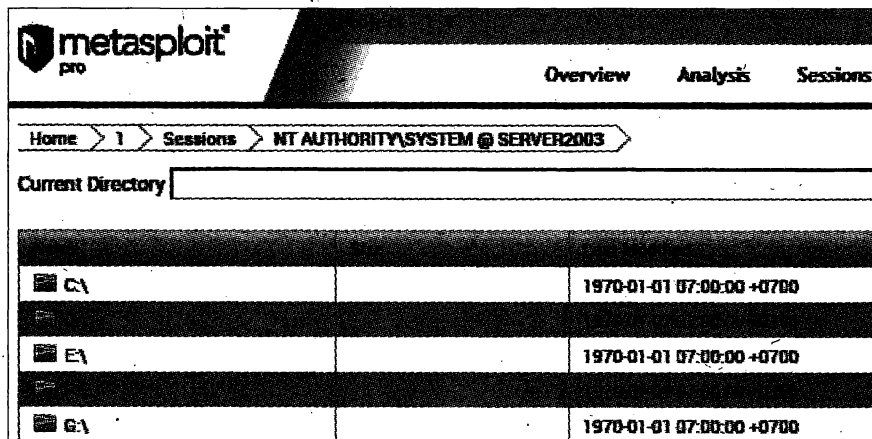 metasploit®
pro
Overview Analysis Sessions
Home 1 Sessions NT AUTHORITY\SYSTEM @ SERVER2003
Current Directory
C:\ 1970-01-01 07:00:00 +0700
E:\ 1970-01-01 07:00:00 +0700
G:\ 1970-01-01 07:00:00 +0700